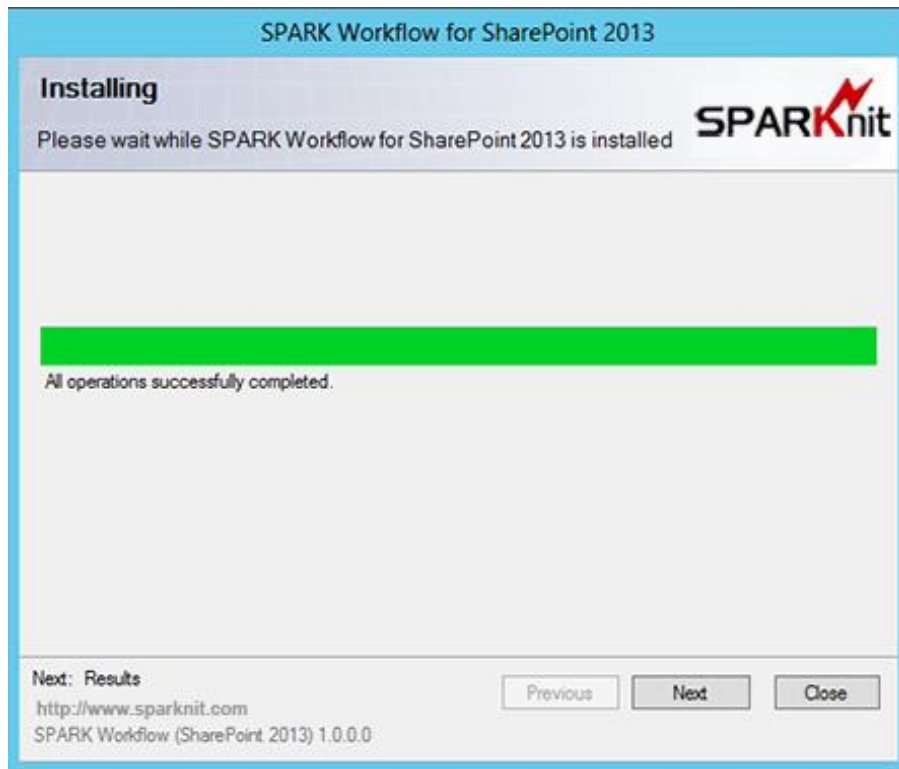 SPARK Workflow for SharePoint 2013
Installing
SPARKnit
Please wait while SPARK Workflow for SharePoint 2013 is installed
All operations successfully completed.
Next: Results
Previous
Next
Close
http://www.sparknit.com
SPARK Workflow (SharePoint 2013) 1.0.0.0